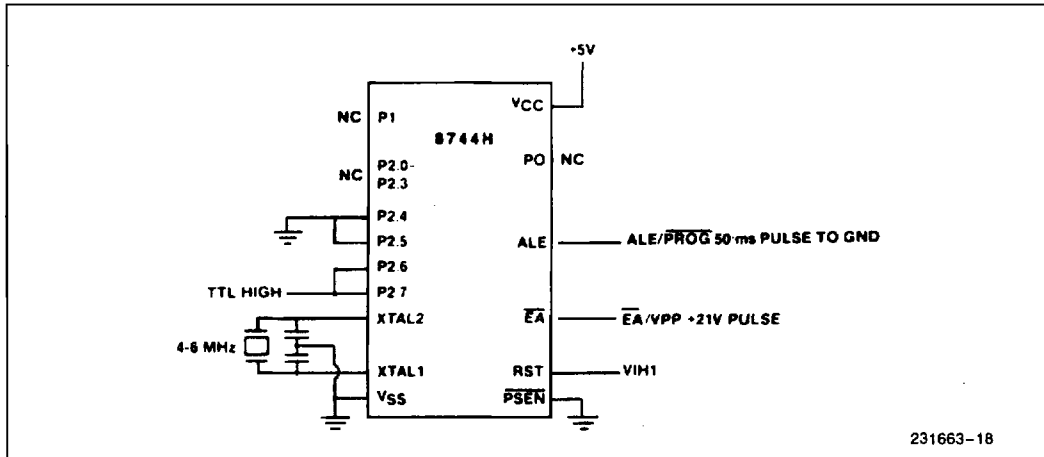 +5V
VCC
NC P1
8744H
P2.0-
NC
P2.3
PO NC
P2.4
P2.5
ALE
ALE/PROG 50 ms PULSE TO GND
P2.6
TTL HIGH
P2.7
XTAL2
EA
EA/VPP +21V PULSE
4-6 MHz
XTAL1
RST
VIH1
VSS
PSEN
231663-18